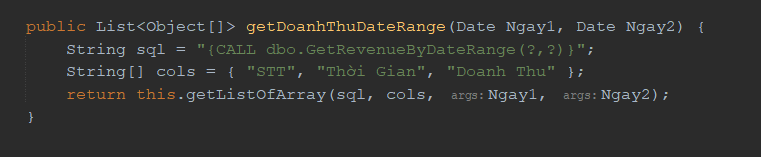 public List<Object[]> getDoanhThuDateRange(Date Ngay1, Date Ngay2) {
    String sql = "{CALL dbo.GetRevenueByDateRange(?,?)}";
    String[] cols = { "STT", "Thời Gian", "Doanh Thu" };
    return this.getListOfArray(sql, cols, args: Ngay1, args: Ngay2);
}